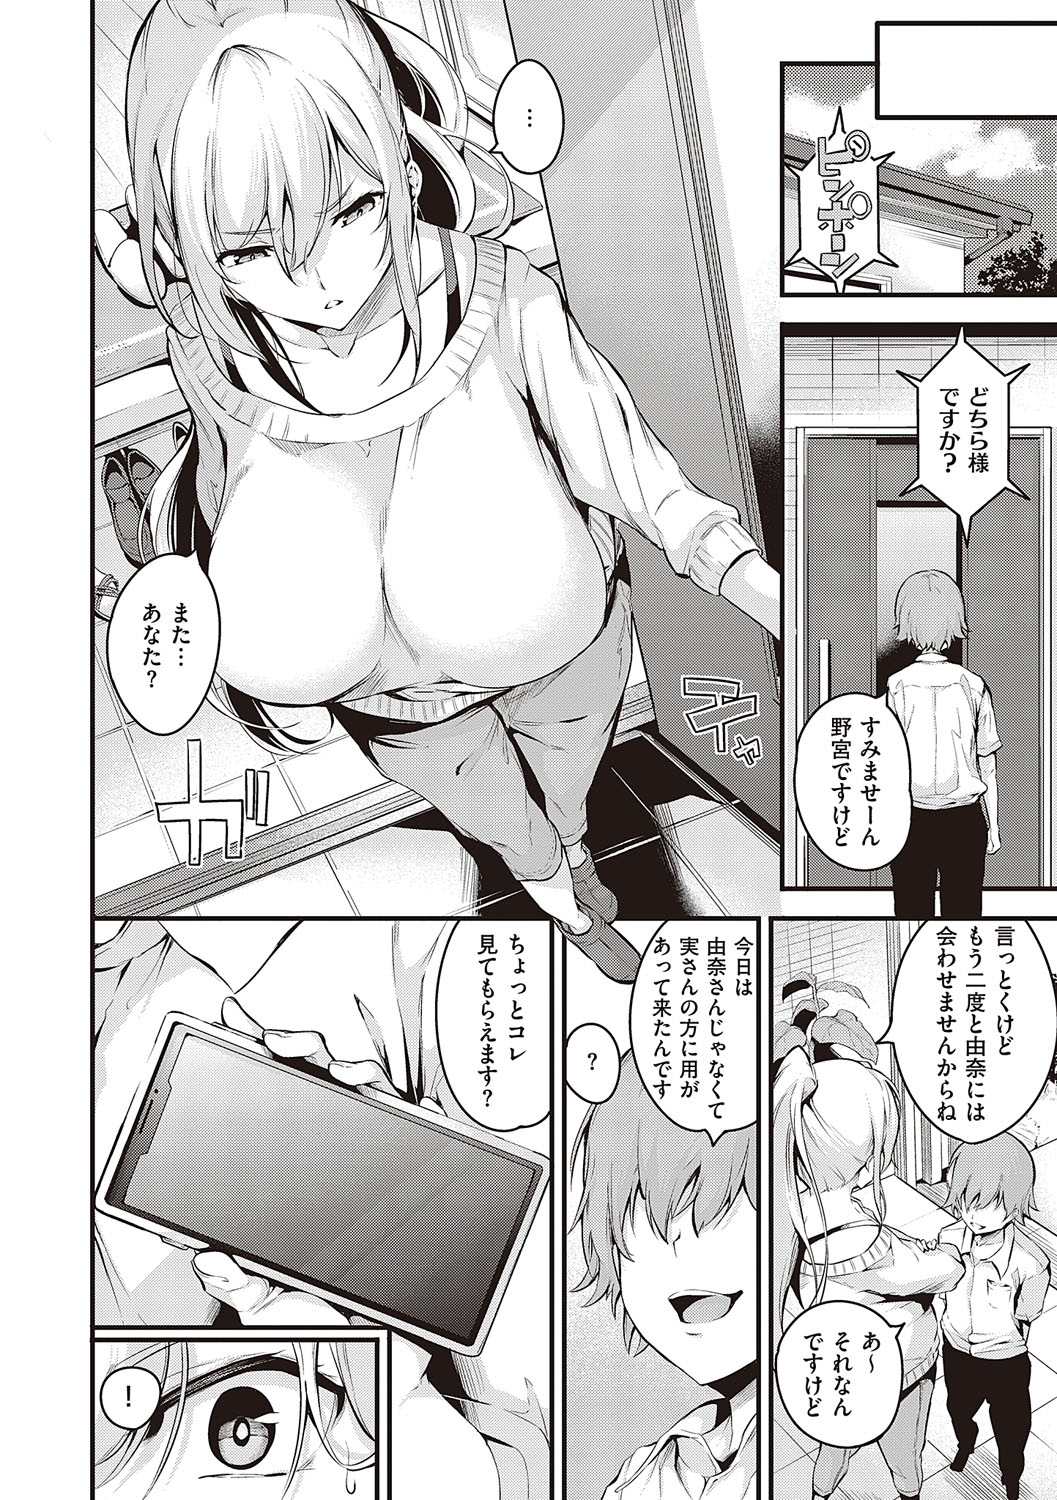 ピンポーン
どちら様
ですか？
すみませーん
野宮ですけど
…
また…
あなた？
ガチャ
言っとくけど
もう二度と由奈には
会わせませんからね
あ～
それなん
ですけど
今日は
由奈さんじゃなくて
実さんの方に用が
あって来たんです
？
ちょっとコレ
見てもらえます？
！